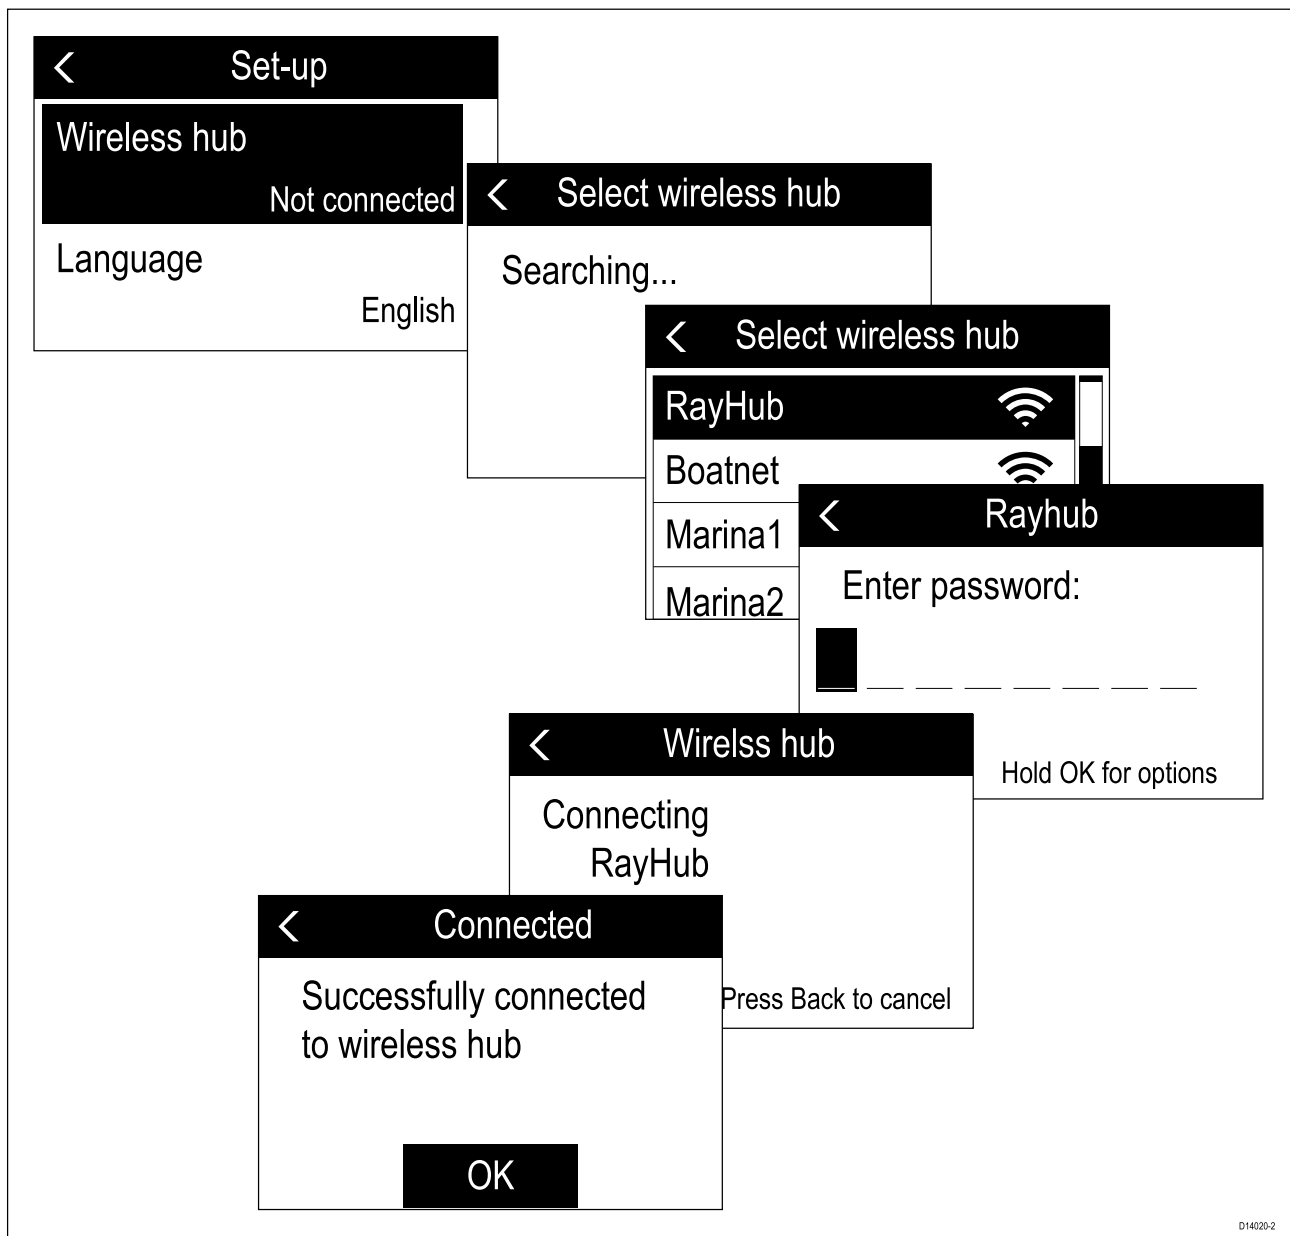 Set-up
Wireless hub
Not connected
Language
English
Select wireless hub
Searching...
Select wireless hub
RayHub
Boatnet
Marina1
Marina2
Rayhub
Enter password:
Hold OK for options
Wirelss hub
Connecting
RayHub
Press Back to cancel
Connected
Successfully connected
to wireless hub
OK
D14020-2